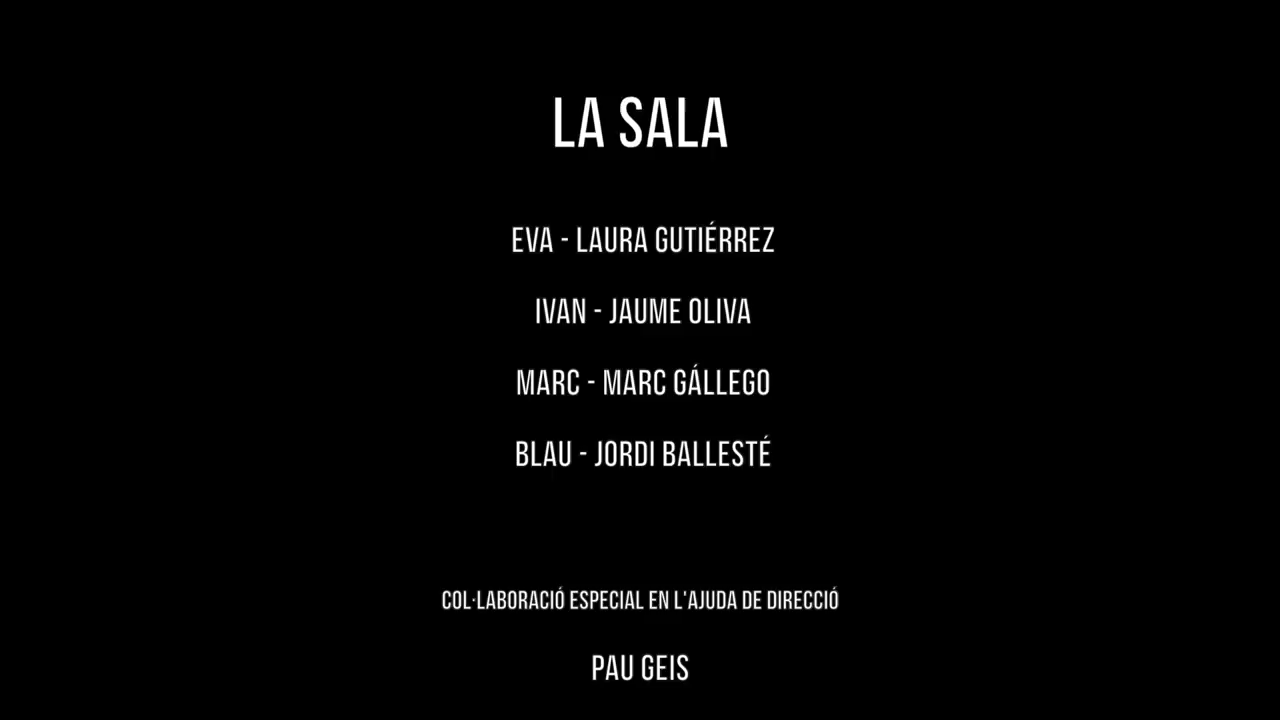 LA SALA
EVA - LAURA GUTIÉRREZ
IVAN - JAUME OLIVA
MARC - MARC GÁLLEGO
BLAU - JORDI BALLESTÉ
COL·LABORACIÓ ESPECIAL EN L'AJUDA DE DIRECCIÓ
PAU GEIS